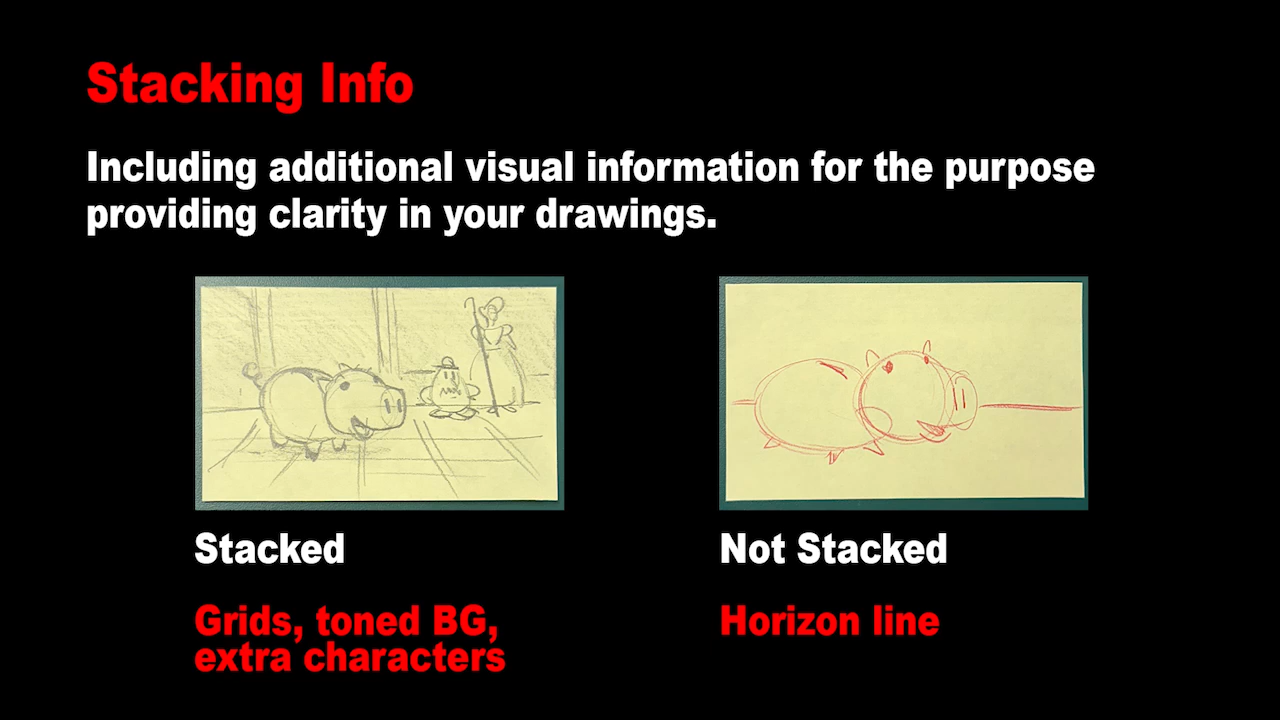 Stacking Info
Including additional visual information for the purpose
providing clarity in your drawings.
Stacked
Not Stacked
Grids, toned BG,
extra characters
Horizon line